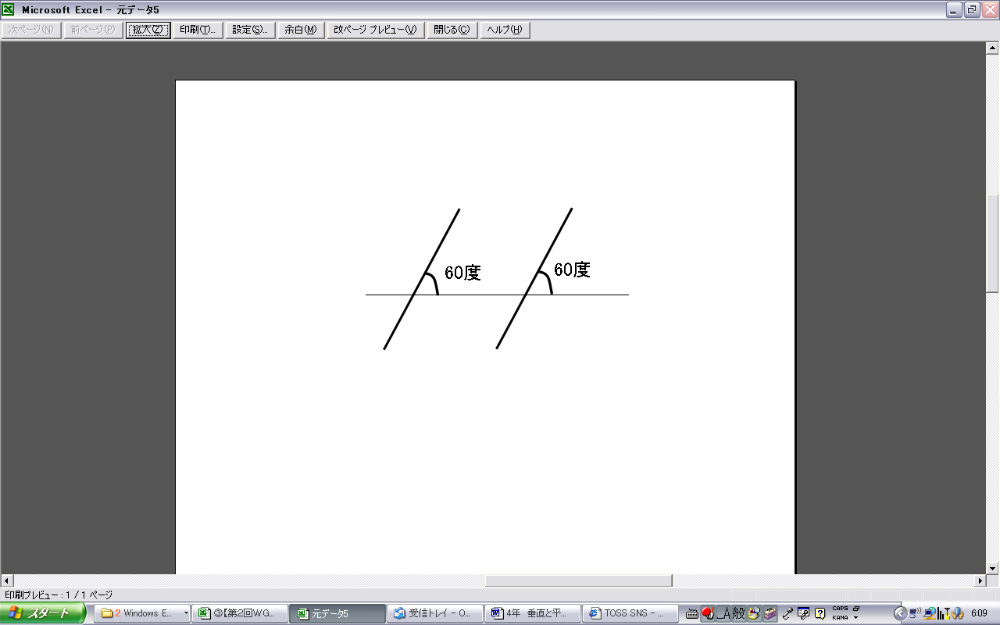 Microsoft Excel - 元データ5
次ページ(N) 前ページ(P) 拡大(Z) 印刷(T)... 設定(S)... 余白(M) 改ページ プレビュー(V) 閉じる(C) ヘルプ(H)
60度 60度
印刷プレビュー : 1 / 1 ページ
スタート 2 Windows E... ③【第2回WG... 元データ5 受信トレイ - O... 4年 垂直と平... TOSS SNS - ... _A 般 CAPS KANA 6:09